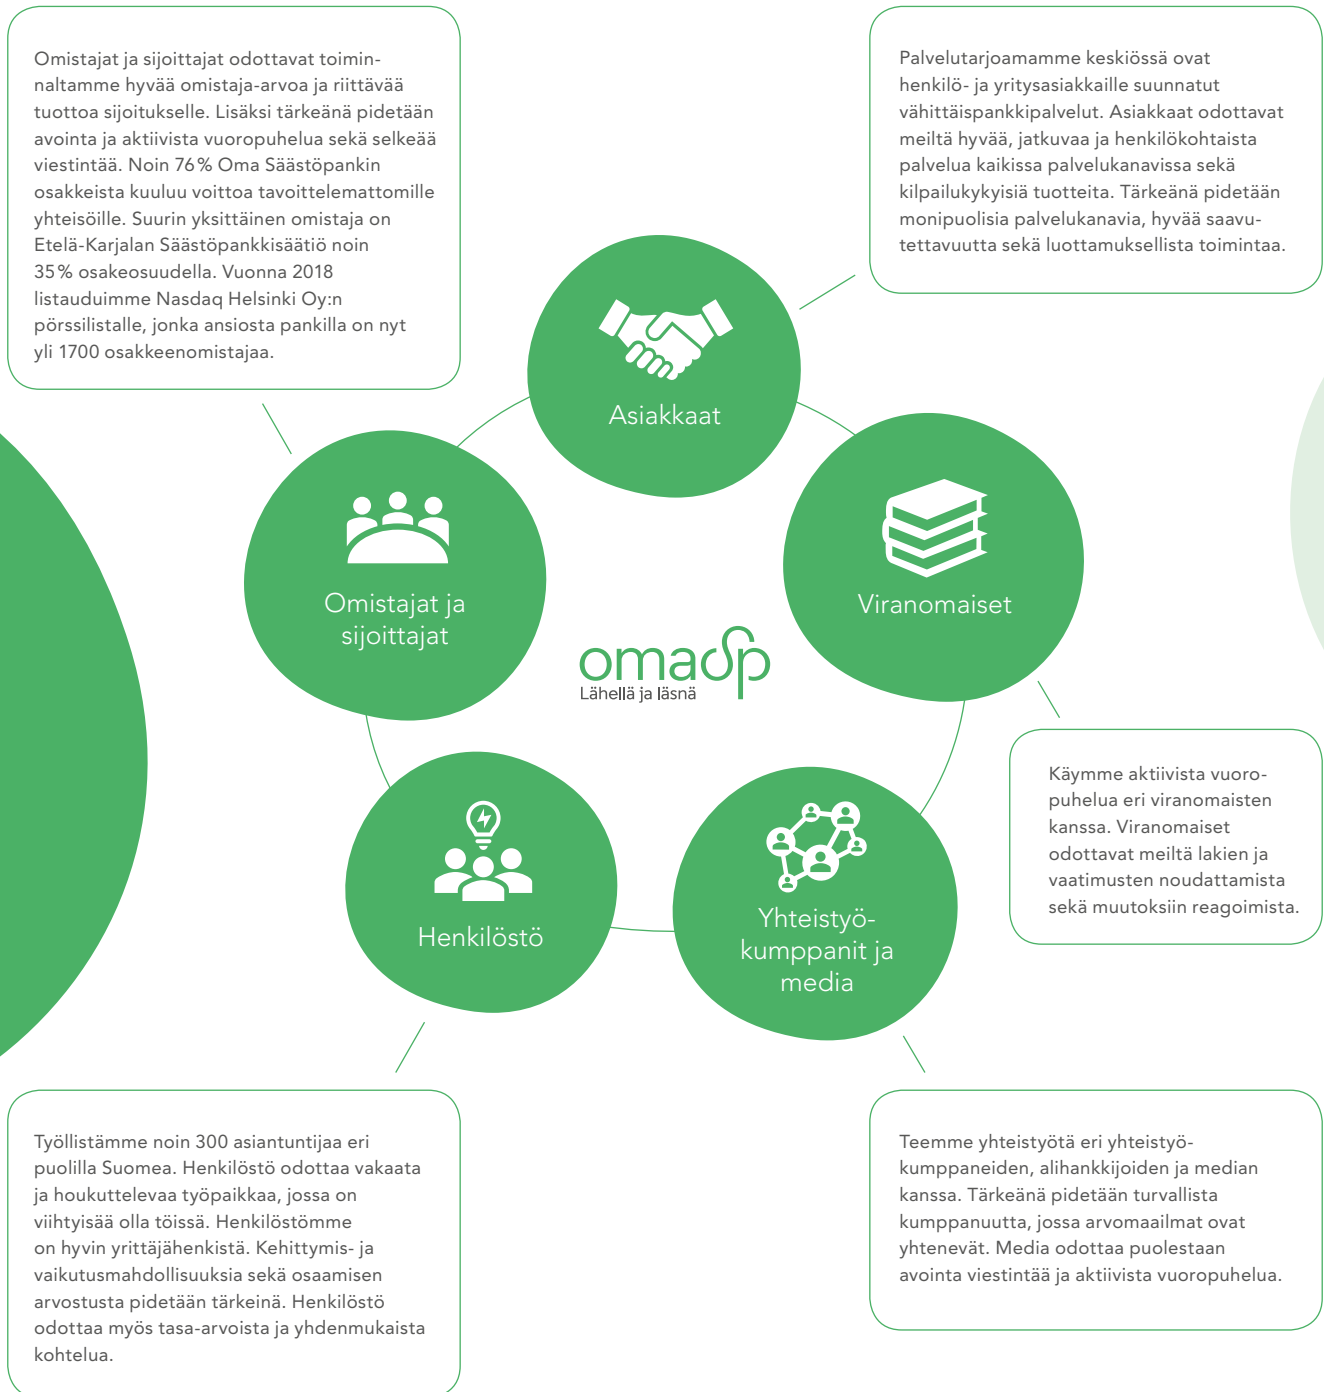 Omistajat ja sijoittajat odottavat toimin-
naltamme hyvää omistaja-arvoa ja riittävää
tuottoa sijoitukselle. Lisäksi tärkeänä pidetään
avointa ja aktiivista vuoropuhelua sekä selkeää
viestintää. Noin 76 % Oma Säästöpankin
osakkeista kuuluu voittoa tavoittelemattomille
yhteisöille. Suurin yksittäinen omistaja on
Etelä-Karjalan Säästöpankkisäätiö noin
35 % osakeosuudella. Vuonna 2018
listauduimme Nasdaq Helsinki Oy:n
pörssilistalle, jonka ansiosta pankilla on nyt
yli 1700 osakkeenomistajaa.
Palvelutarjoamamme keskiössä ovat
henkilö- ja yritysasiakkaille suunnatut
vähittäispankkipalvelut. Asiakkaat odottavat
meiltä hyvää, jatkuvaa ja henkilökohtaista
palvelua kaikissa palvelukanavissa sekä
kilpailukykyisiä tuotteita. Tärkeänä pidetään
monipuolisia palvelukanavia, hyvää saavu-
tettavuutta sekä luottamuksellista toimintaa.
Asiakkaat
Omistajat ja
sijoittajat
Viranomaiset
omasp
Lähellä ja läsnä
Käymme aktiivista vuoro-
puhelua eri viranomaisten
kanssa. Viranomaiset
odottavat meiltä lakien ja
vaatimusten noudattamista
sekä muutoksiin reagoimista.
Henkilöstö
Yhteistyö-
kumppanit ja
media
Työllistämme noin 300 asiantuntijaa eri
puolilla Suomea. Henkilöstö odottaa vakaata
ja houkuttelevaa työpaikkaa, jossa on
viihtyisää olla töissä. Henkilöstömme
on hyvin yrittäjähenkistä. Kehittymis- ja
vaikutusmahdollisuuksia sekä osaamisen
arvostusta pidetään tärkeinä. Henkilöstö
odottaa myös tasa-arvoista ja yhdenmukaista
kohtelua.
Teemme yhteistyötä eri yhteistyö-
kumppaneiden, alihankkijoiden ja median
kanssa. Tärkeänä pidetään turvallista
kumppanuutta, jossa arvomaailmat ovat
yhtenevät. Media odottaa puolestaan
avointa viestintää ja aktiivista vuoropuhelua.